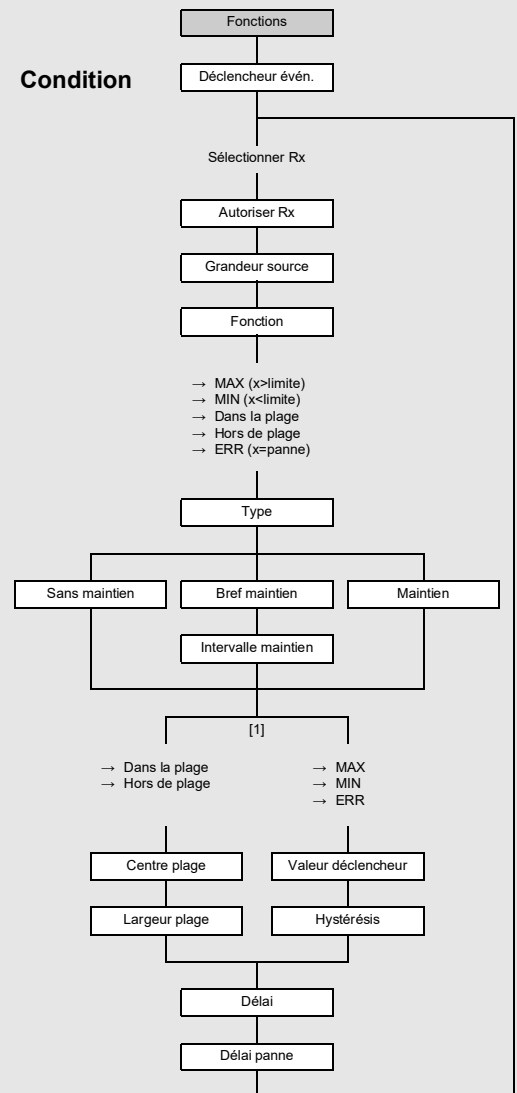 Fonctions
Condition
Déclencheur évén.
Sélectionner Rx
Autoriser Rx
Grandeur source
Fonction
→ MAX (x>limite)
→ MIN (x<limite)
→ Dans la plage
→ Hors de plage
→ ERR (x=panne)
Type
Sans maintien
Bref maintien
Maintien
Intervalle maintien
[1]
→ Dans la plage
→ Hors de plage
→ MAX
→ MIN
→ ERR
Centre plage
Valeur déclencheur
Largeur plage
Hystérésis
Délai
Délai panne